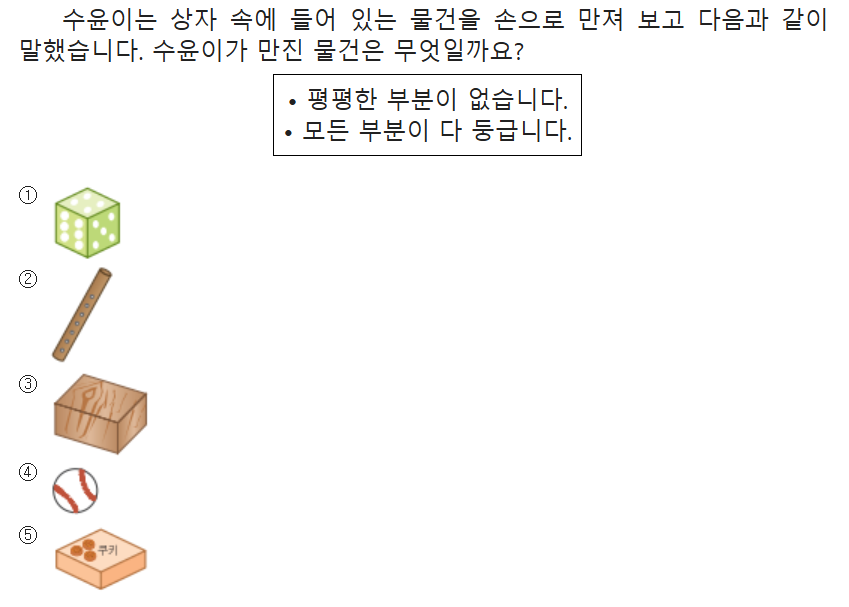 수윤이는 상자 속에 들어 있는 물건을 손으로 만져 보고 다음과 같이
말했습니다. 수윤이가 만진 물건은 무엇일까요?
• 평평한 부분이 없습니다.
• 모든 부분이 다 둥급니다.
①
②
③
④
⑤
쿠키